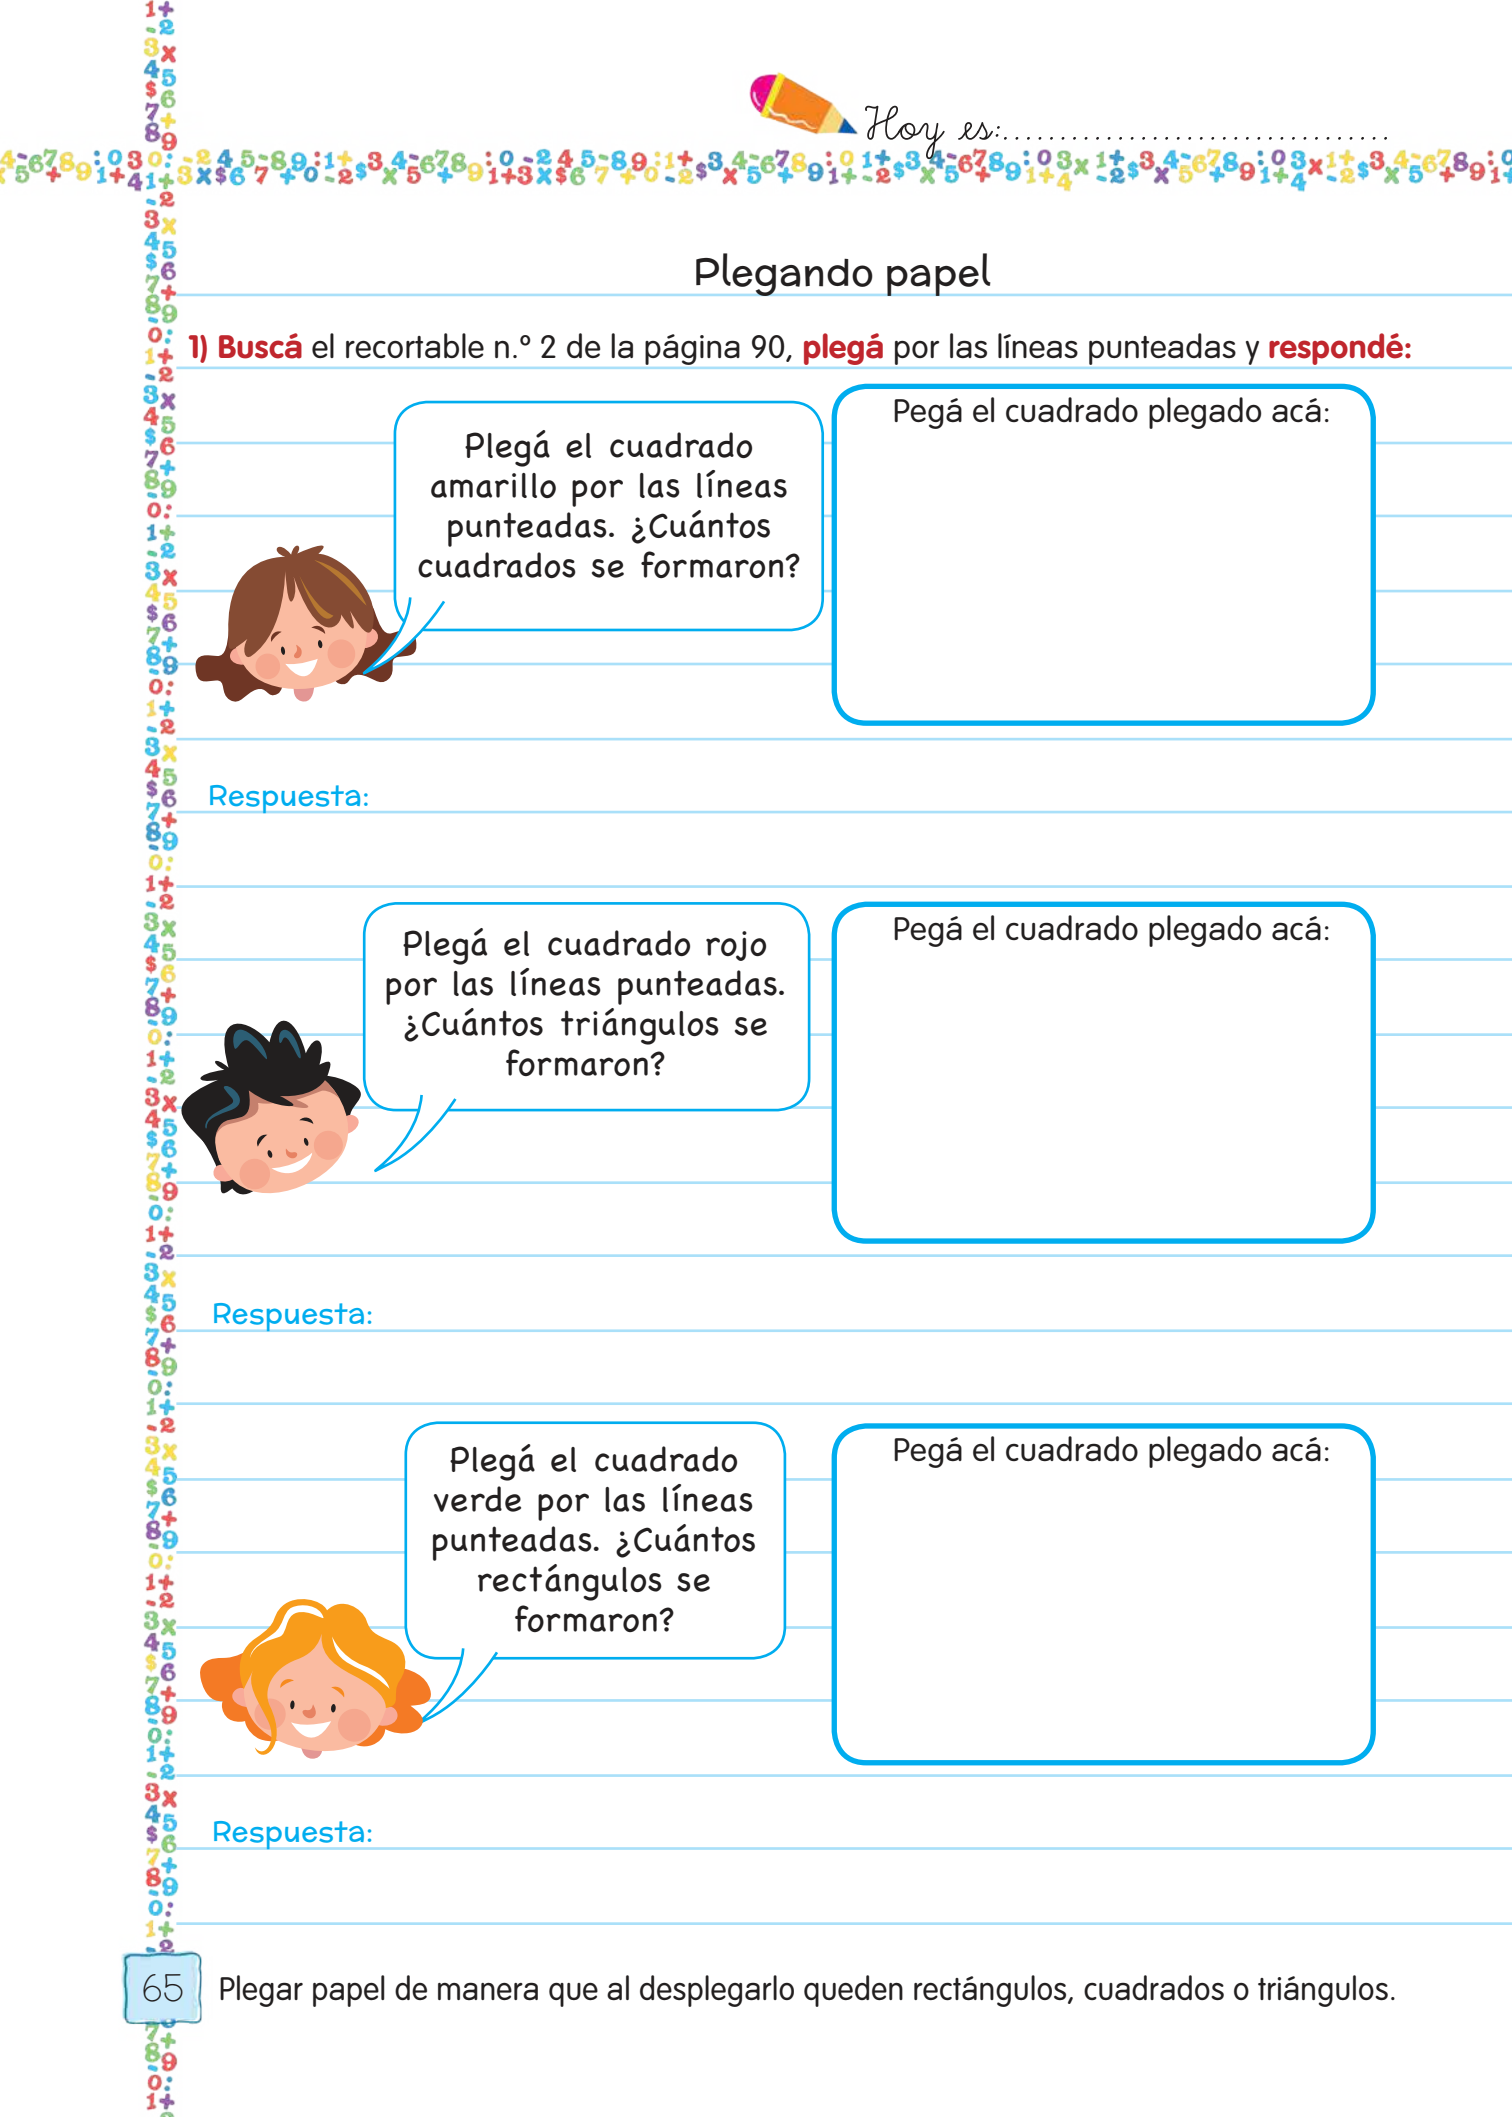 Hoy es:................................
Plegando papel
1) Buscá el recortable n.º 2 de la página 90, plegá por las líneas punteadas y respondé:
Plegá el cuadrado
amarillo por las líneas
punteadas. ¿Cuántos
cuadrados se formaron?
Pegá el cuadrado plegado acá:
Respuesta:
Plegá el cuadrado rojo
por las líneas punteadas.
¿Cuántos triángulos se
formaron?
Pegá el cuadrado plegado acá:
Respuesta:
Plegá el cuadrado
verde por las líneas
punteadas. ¿Cuántos
rectángulos se
formaron?
Pegá el cuadrado plegado acá:
Respuesta:
65
Plegar papel de manera que al desplegarlo queden rectángulos, cuadrados o triángulos.